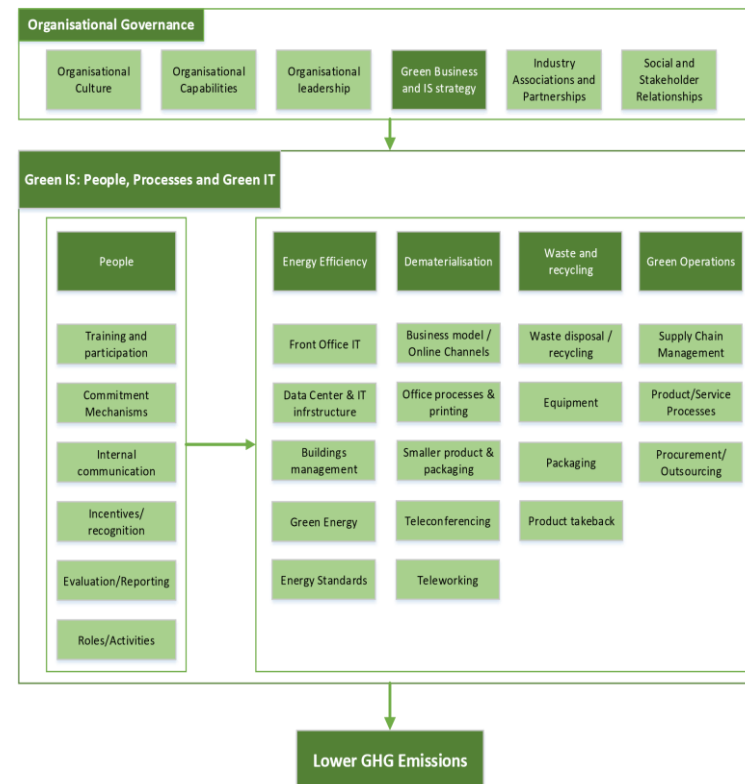 Organisational Governance
Organisational
Culture
Organisational
Capabilities
Organisational
leadership
Green Business
and IS strategy
Industry
Associations and
Partnerships
Social and
Stakeholder
Relationships
Green IS: People, Processes and Green IT
People
Training and
participation
Commitment
Mechanisms
Internal
communication
Incentives/
recognition
Evaluation/Reporting
Roles/Activities
Energy Efficiency
Front Office IT
Data Center & IT
infrstructure
Buildings
management
Green Energy
Energy Standards
Dematerialisation
Business model /
Online Channels
Office processes &
printing
Smaller product &
packaging
Teleconferencing
Teleworking
Waste and
recycling
Waste disposal /
recycling
Equipment
Packaging
Product takeback
Green Operations
Supply Chain
Management
Product/Service
Processes
Procurement/
Outsourcing
Lower GHG Emissions